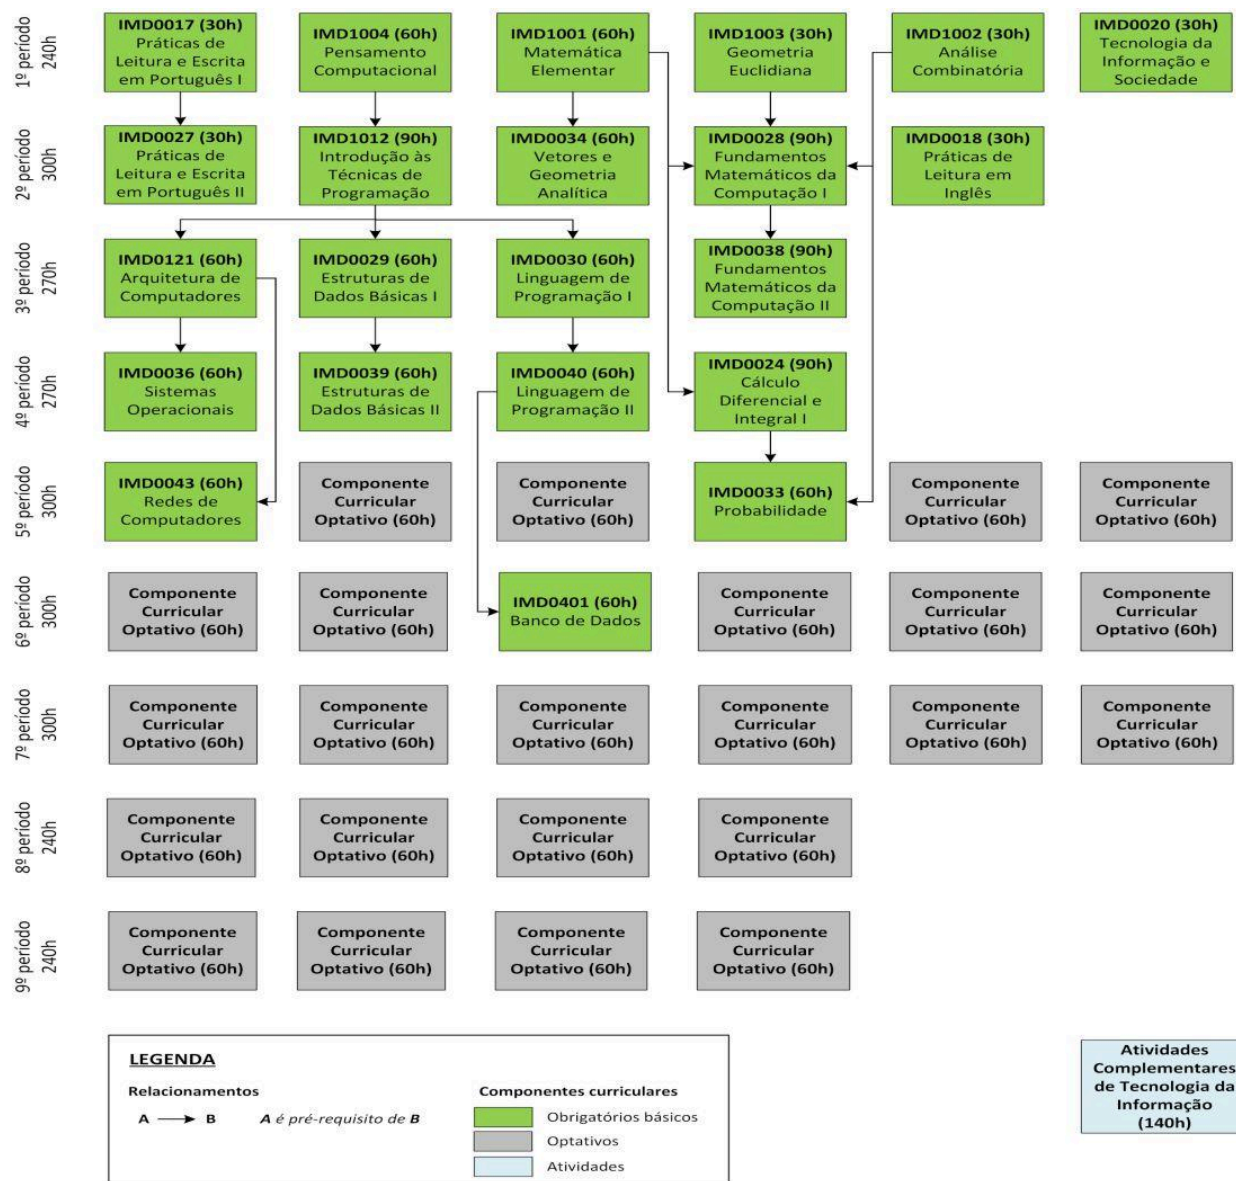 1º período
240h
IMD0017 (30h)
Práticas de
Leitura e Escrita
em Português I
IMD1004 (60h)
Pensamento
Computacional
IMD1001 (60h)
Matemática
Elementar
IMD1003 (30h)
Geometria
Euclidiana
IMD1002 (30h)
Análise
Combinatória
IMD0020 (30h)
Tecnologia da
Informação e
Sociedade
2º período
300h
IMD0027 (30h)
Práticas de
Leitura e Escrita
em Português II
IMD1012 (90h)
Introdução às
Técnicas de
Programação
IMD0034 (60h)
Vetores e
Geometria
Analítica
IMD0028 (90h)
Fundamentos
Matemáticos da
Computação I
IMD0018 (30h)
Práticas de
Leitura em
Inglês
3º período
270h
IMD0121 (60h)
Arquitetura de
Computadores
IMD0029 (60h)
Estruturas de
Dados Básicas I
IMD0030 (60h)
Linguagem de
Programação I
IMD0038 (90h)
Fundamentos
Matemáticos da
Computação II
4º período
270h
IMD0036 (60h)
Sistemas
Operacionais
IMD0039 (60h)
Estruturas de
Dados Básicas II
IMD0040 (60h)
Linguagem de
Programação II
IMD0024 (90h)
Cálculo
Diferencial e
Integral I
5º período
300h
IMD0043 (60h)
Redes de
Computadores
Componente
Curricular
Optativo (60h)
Componente
Curricular
Optativo (60h)
IMD0033 (60h)
Probabilidade
Componente
Curricular
Optativo (60h)
Componente
Curricular
Optativo (60h)
6º período
300h
Componente
Curricular
Optativo (60h)
Componente
Curricular
Optativo (60h)
IMD0401 (60h)
Banco de Dados
Componente
Curricular
Optativo (60h)
Componente
Curricular
Optativo (60h)
Componente
Curricular
Optativo (60h)
7º período
300h
Componente
Curricular
Optativo (60h)
Componente
Curricular
Optativo (60h)
Componente
Curricular
Optativo (60h)
Componente
Curricular
Optativo (60h)
Componente
Curricular
Optativo (60h)
Componente
Curricular
Optativo (60h)
8º período
240h
Componente
Curricular
Optativo (60h)
Componente
Curricular
Optativo (60h)
Componente
Curricular
Optativo (60h)
Componente
Curricular
Optativo (60h)
9º período
240h
Componente
Curricular
Optativo (60h)
Componente
Curricular
Optativo (60h)
Componente
Curricular
Optativo (60h)
Componente
Curricular
Optativo (60h)
LEGENDA
Relacionamentos
A B A é pré-requisito de B
Componentes curriculares
Obrigatórios básicos
Optativos
Atividades
Atividades
Complementares
de Tecnologia da
Informação
(140h)